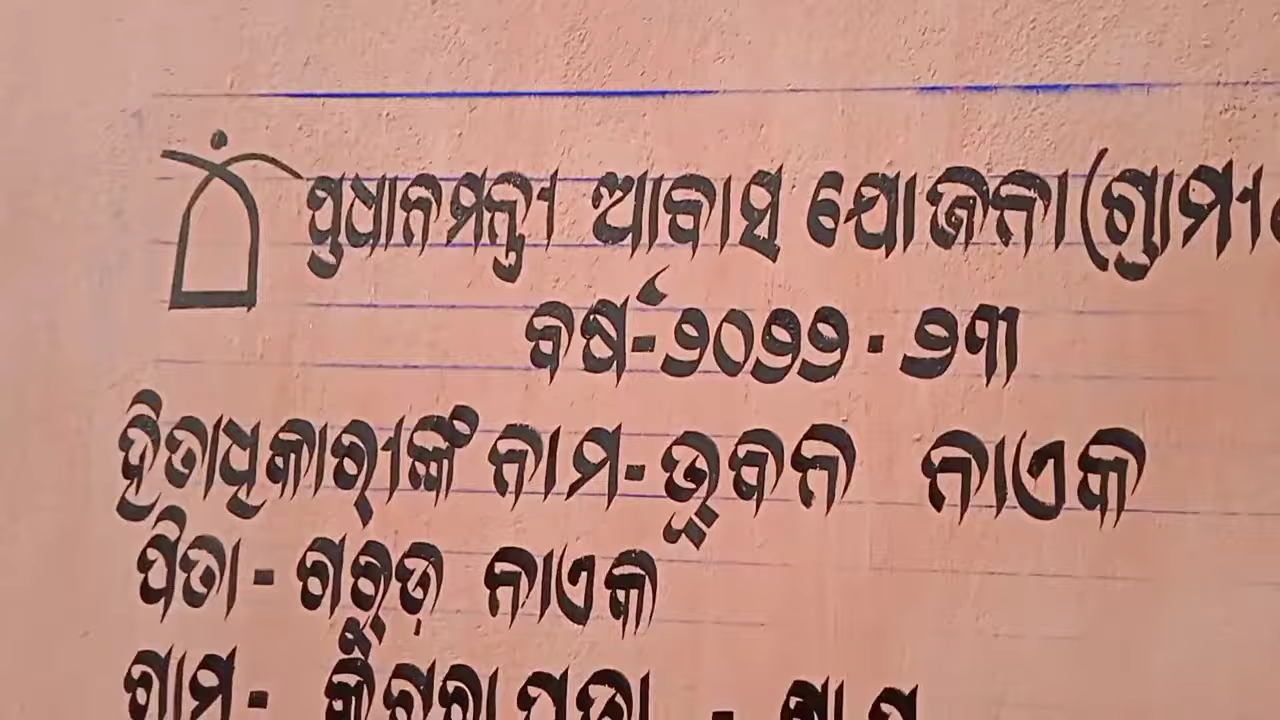 ପ୍ରଧାନମନ୍ତ୍ରୀ ଆବାସ ଯୋଜନା (ଗ୍ରାମୀ
ବର୍ଷ-୨୦୨୨-୨୩
ହିତାଧିକାରୀଙ୍କ ନାମ-ଭୁବନ ନାଏକ
ପିତା - ଗରୁଡ଼ ନାଏକ
ଗ୍ରାମ-